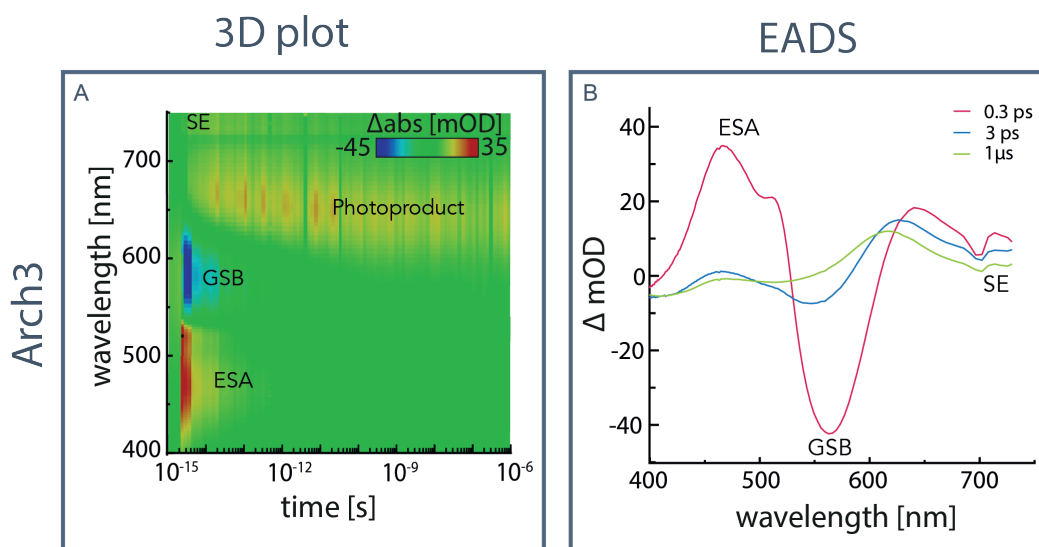 3D plot
EADS
Arch3
A
SE
Δabs [mOD]
-45
35
Photoproduct
GSB
ESA
700
600
500
400
wavelength [nm]
10-15
10-12
10-9
10-6
time [s]
B
0.3 ps
3 ps
1µs
ESA
SE
GSB
40
20
0
-20
-40
Δ mOD
400
500
600
700
wavelength [nm]